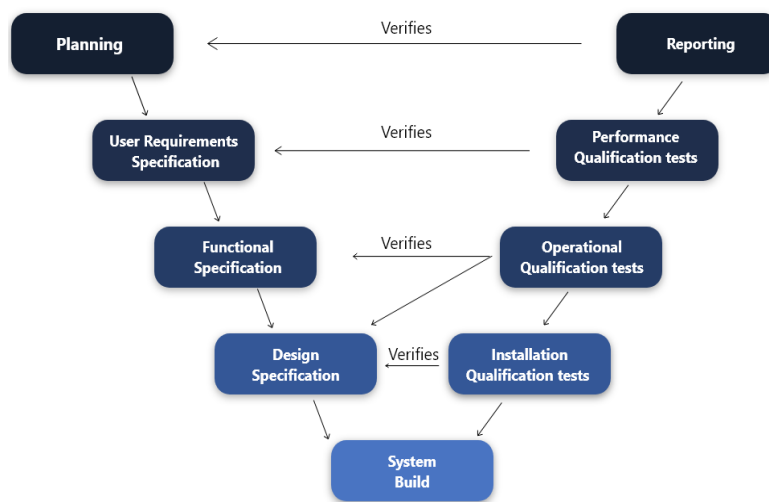 Planning
Verifies
Reporting
User Requirements
Specification
Verifies
Performance
Qualification tests
Functional
Specification
Verifies
Operational
Qualification tests
Design
Specification
Verifies
Installation
Qualification tests
System
Build